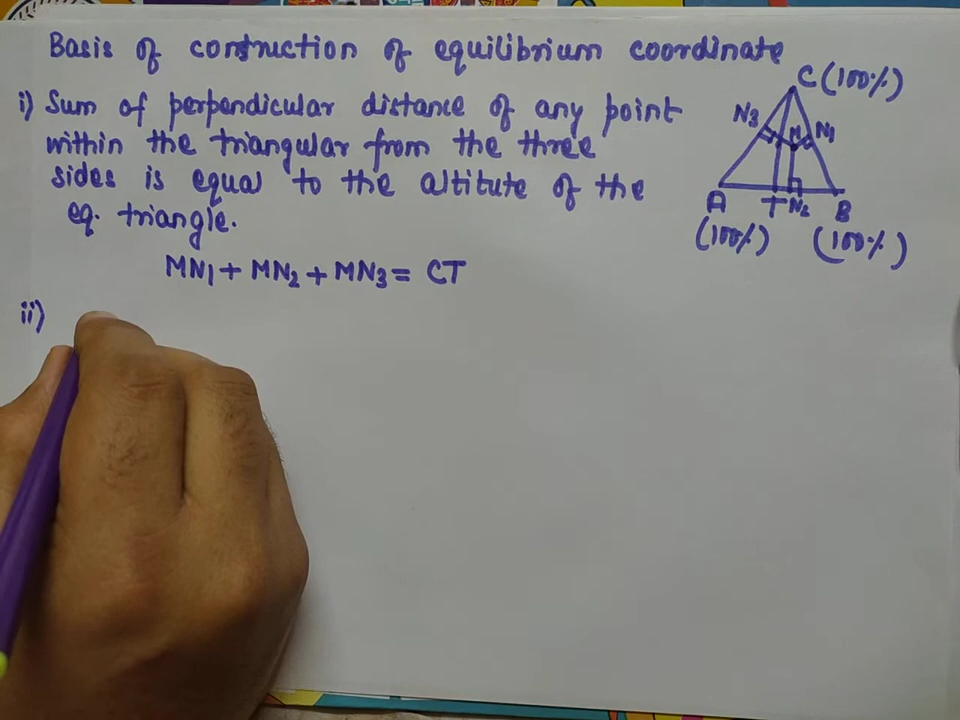 Basis of construction of equilibrium coordinate
i) Sum of perpendicular distance of any point
within the triangular from the three
sides is equal to the altitute of the
eq. triangle.
MN1 + MN2 + MN3 = CT
ii)
C (100%)
N3
M
N1
A
T
N2
B
(100%)
(100%)